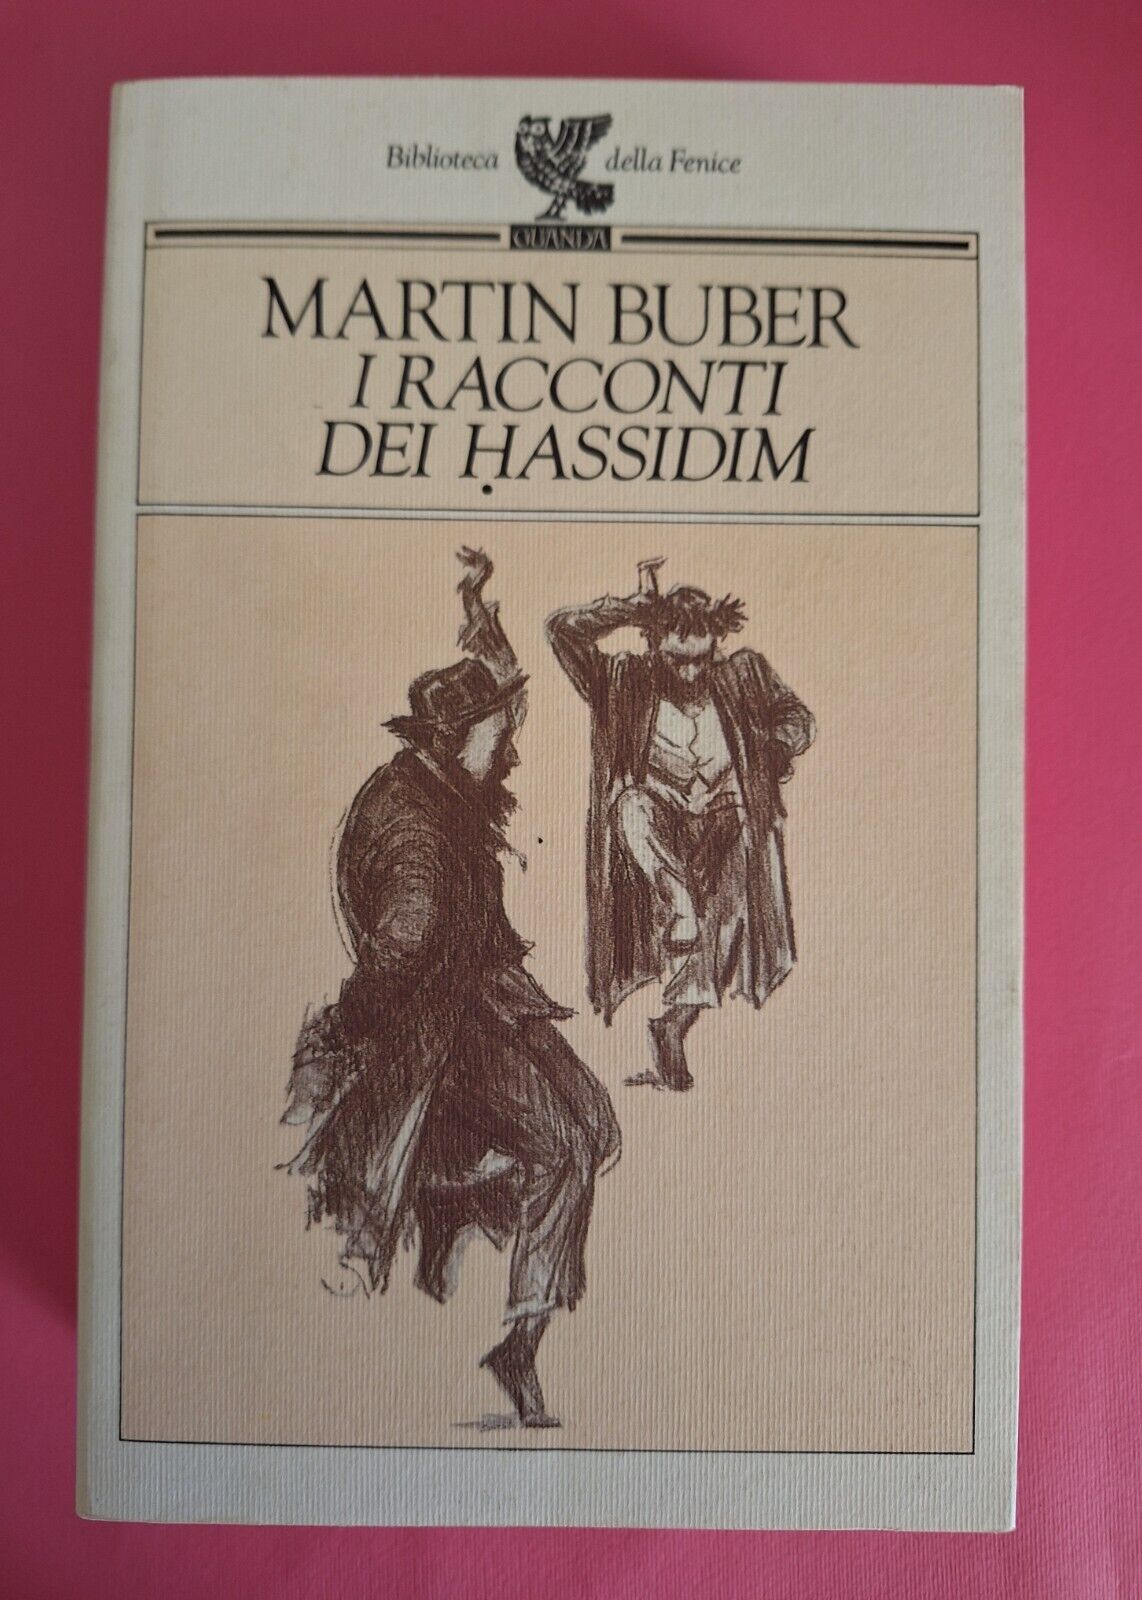 Biblioteca della Fenice
GUANDA
MARTIN BUBER
I RACCONTI
DEI ḤASSIDIM